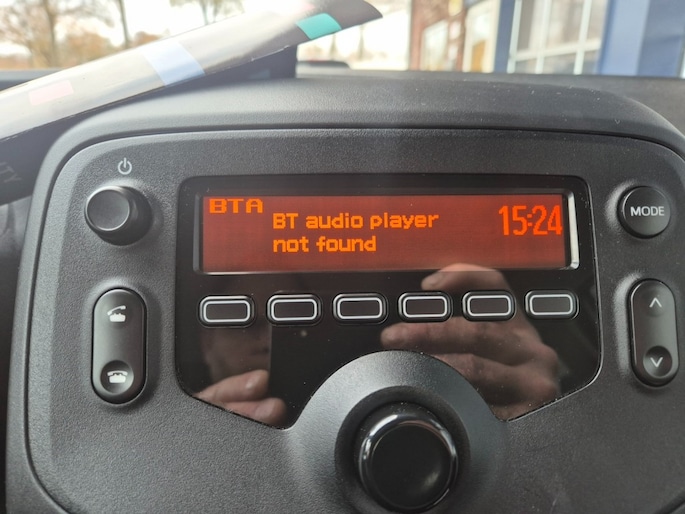 BTA
BT audio player
not found
15:24
MODE